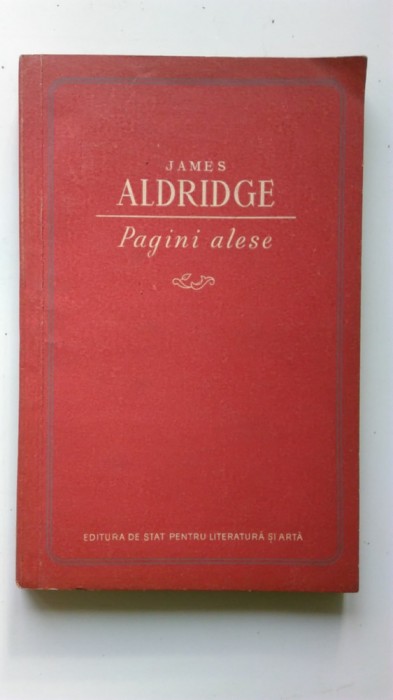 JAMES
ALDRIDGE
Pagini alese
EDITURA DE STAT PENTRU LITERATURĂ ȘI ARTĂ